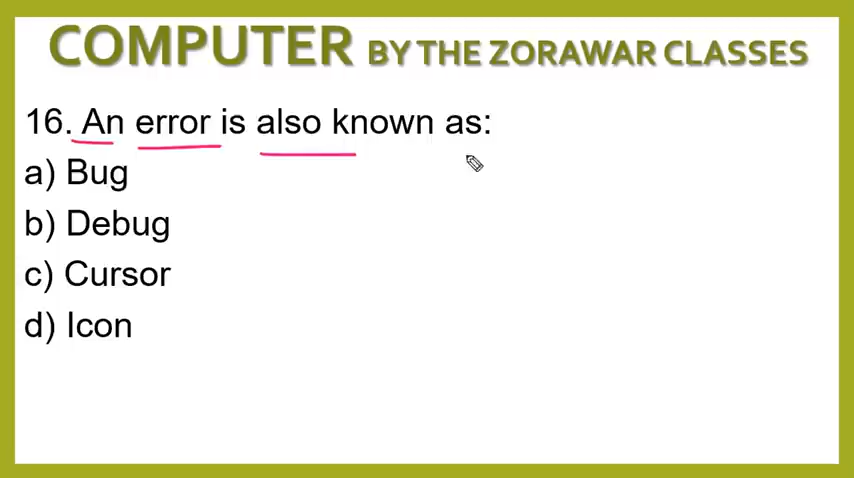 COMPUTER BY THE ZORAWAR CLASSES
16. An error is also known as:
a) Bug
b) Debug
c) Cursor
d) Icon